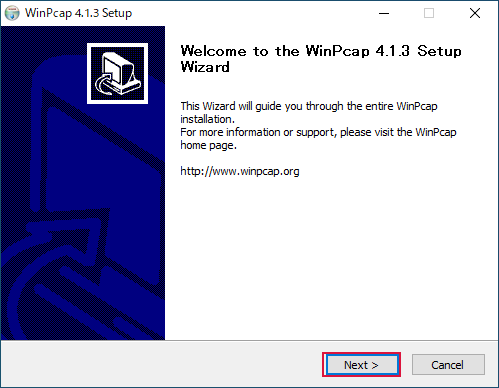 WinPcap 4.1.3 Setup
Welcome to the WinPcap 4.1.3 Setup
Wizard
This Wizard will guide you through the entire WinPcap
installation.
For more information or support, please visit the WinPcap
home page.
http://www.winpcap.org
Next >
Cancel